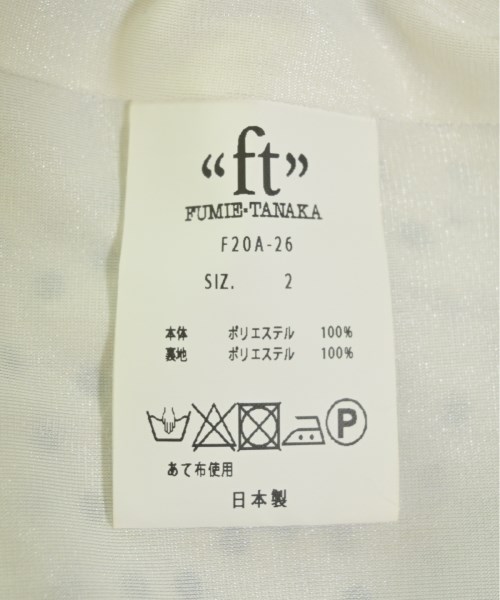 “ft”
FUMIE=TANAKA
F20A-26
SIZ. 2
本体 ポリエステル 100%
裏地 ポリエステル 100%
P
あて布使用
日本製